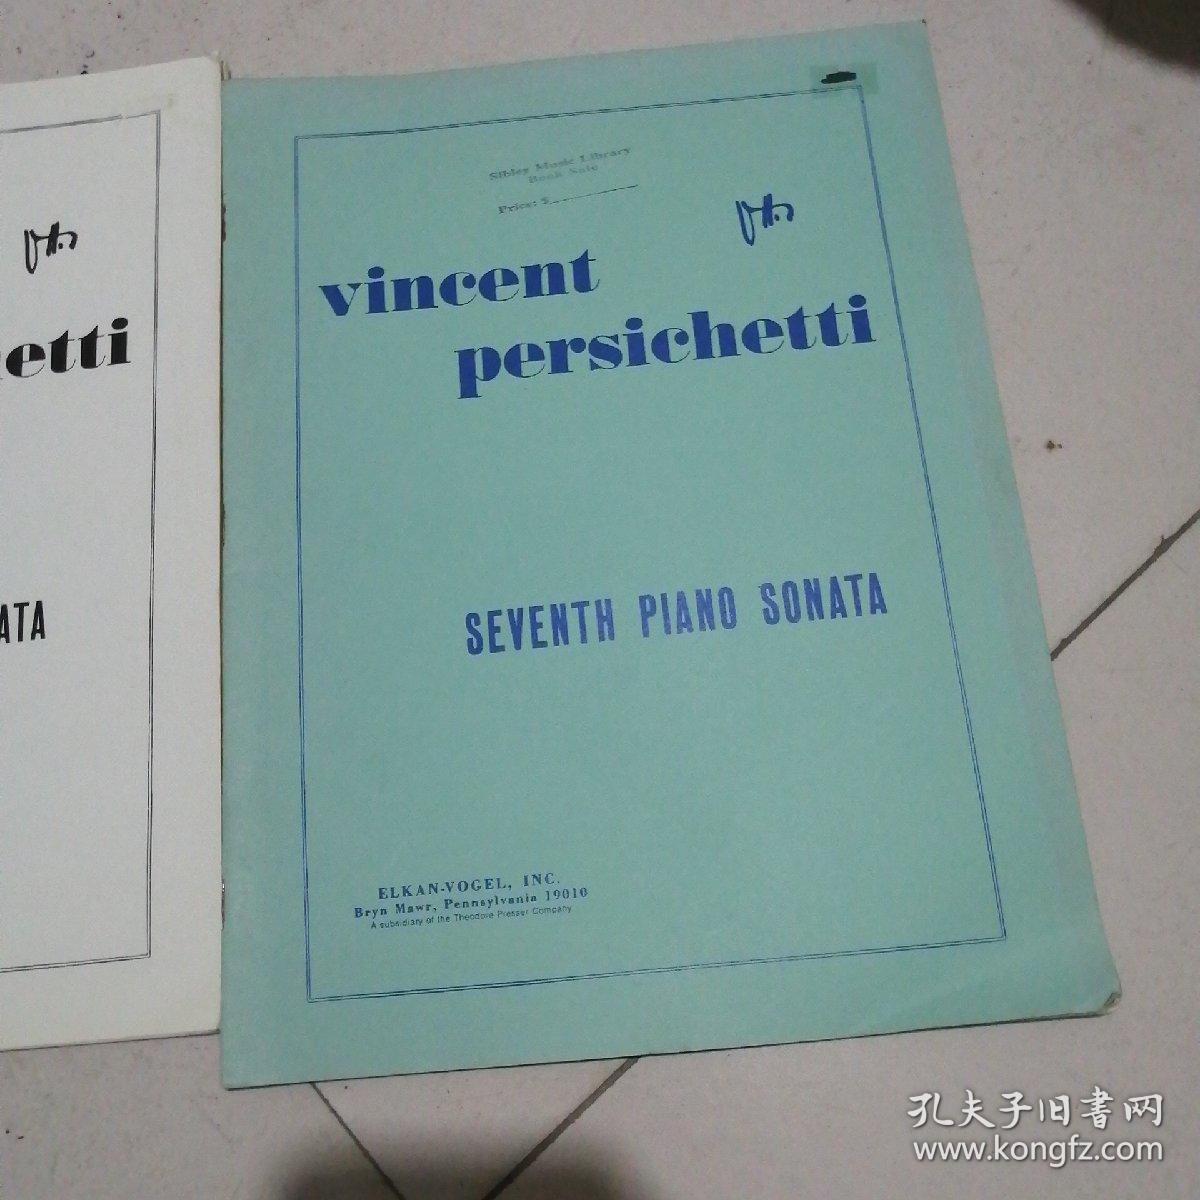 etti
ATA
Sibley Music Library
Book Sale
Price: $
vincent
persichetti
SEVENTH PIANO SONATA
ELKAN-VOGEL, INC.
Bryn Mawr, Pennsylvania 19010
A subsidiary of the Theodore Presser Company
孔夫子旧書网
www.kongfz.com